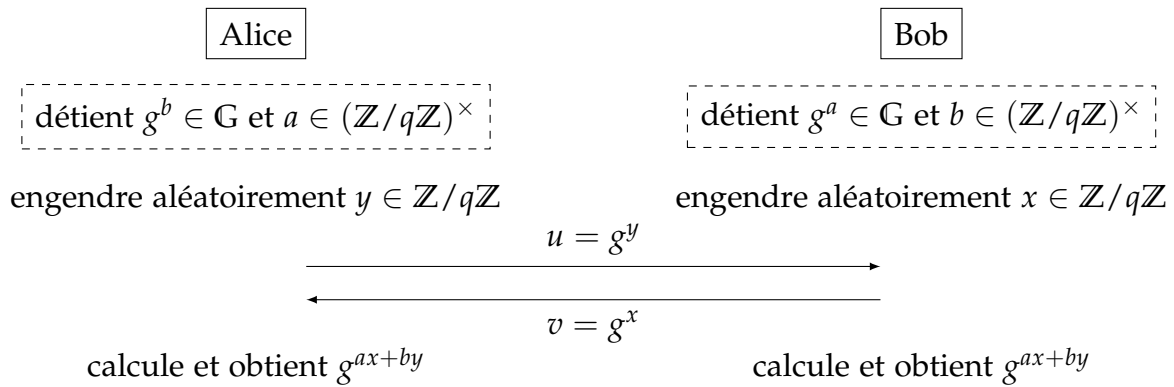 Alice
Bob
détient g^b ∈ 𝔾 et a ∈ (ℤ/qℤ)^×
détient g^a ∈ 𝔾 et b ∈ (ℤ/qℤ)^×
engendre aléatoirement y ∈ ℤ/qℤ
engendre aléatoirement x ∈ ℤ/qℤ
u = g^y
v = g^x
calcule et obtient g^{ax+by}
calcule et obtient g^{ax+by}